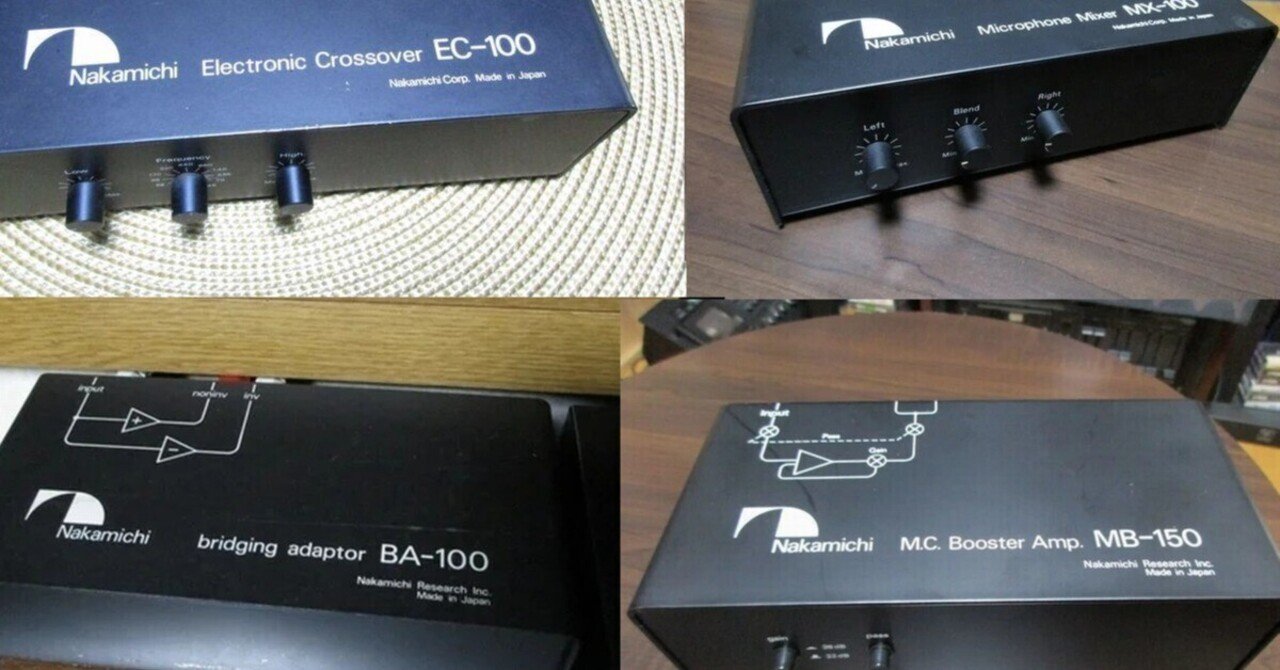 Nakamichi Electronic Crossover EC-100
Nakamichi Corp. Made in Japan
Low
Frequency
High
Nakamichi Microphone Mixer MX-100
Nakamichi Corp. Made in Japan
Left
Blend
Right
input
noninv
inv
+
−
Nakamichi bridging adaptor BA-100
Nakamichi Research Inc.
Made in Japan
Input
Pass
Gain
Nakamichi M.C. Booster Amp. MB-150
Nakamichi Research Inc.
Made in Japan
gain
pass